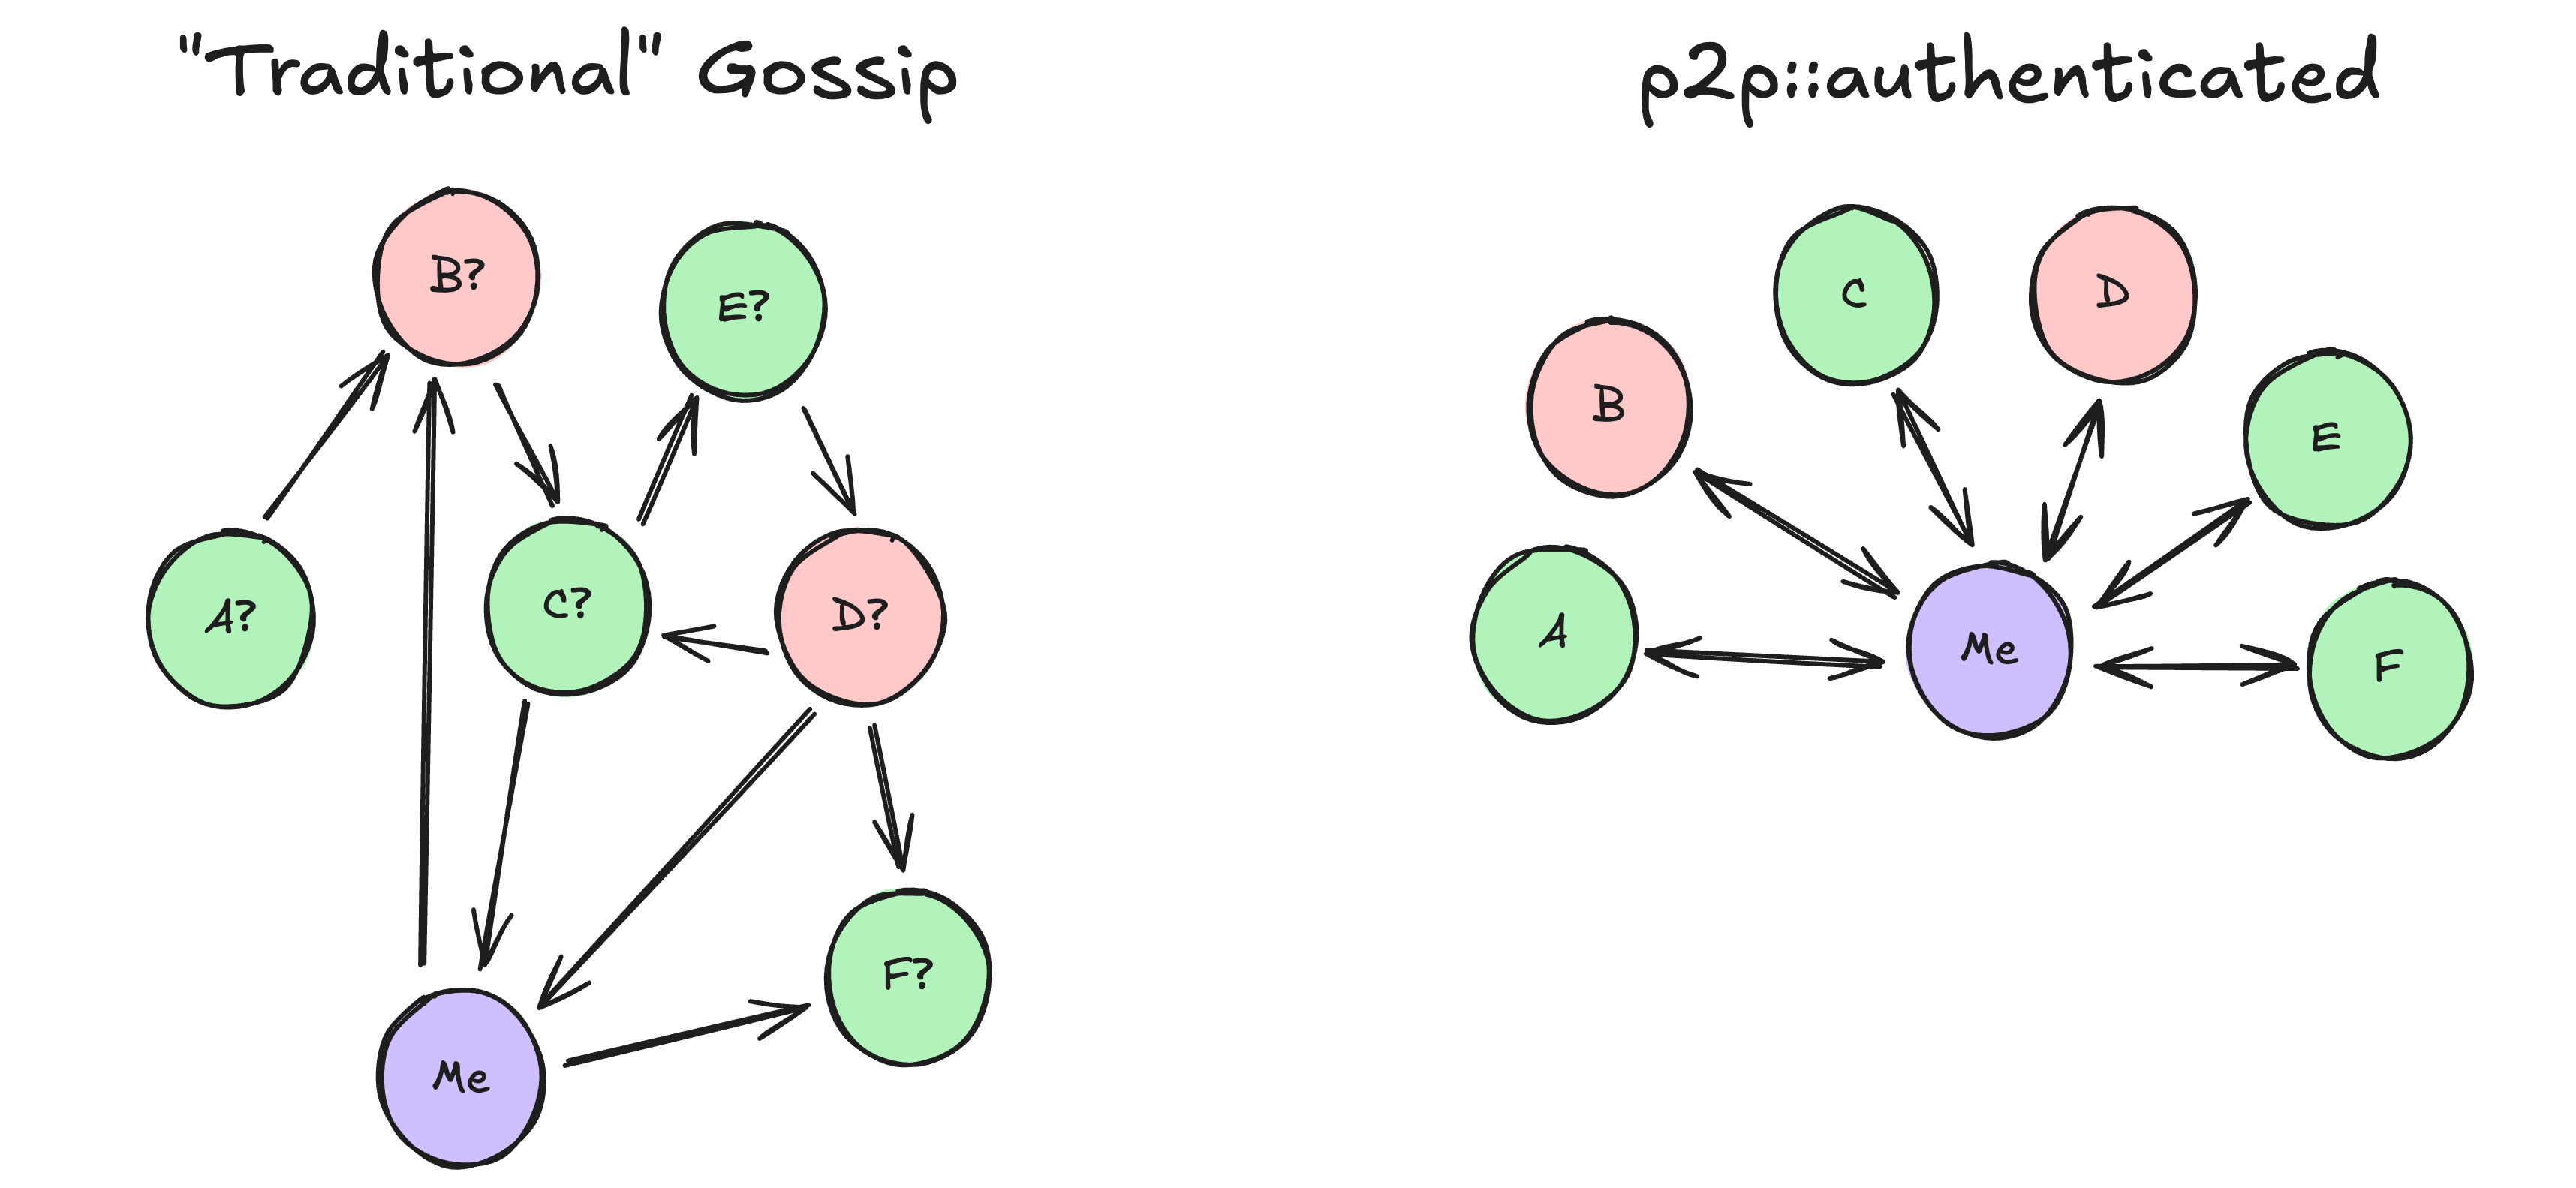 "Traditional" Gossip
p2p::authenticated
B?
E?
A?
C?
D?
F?
Me
C
D
B
E
A
Me
F